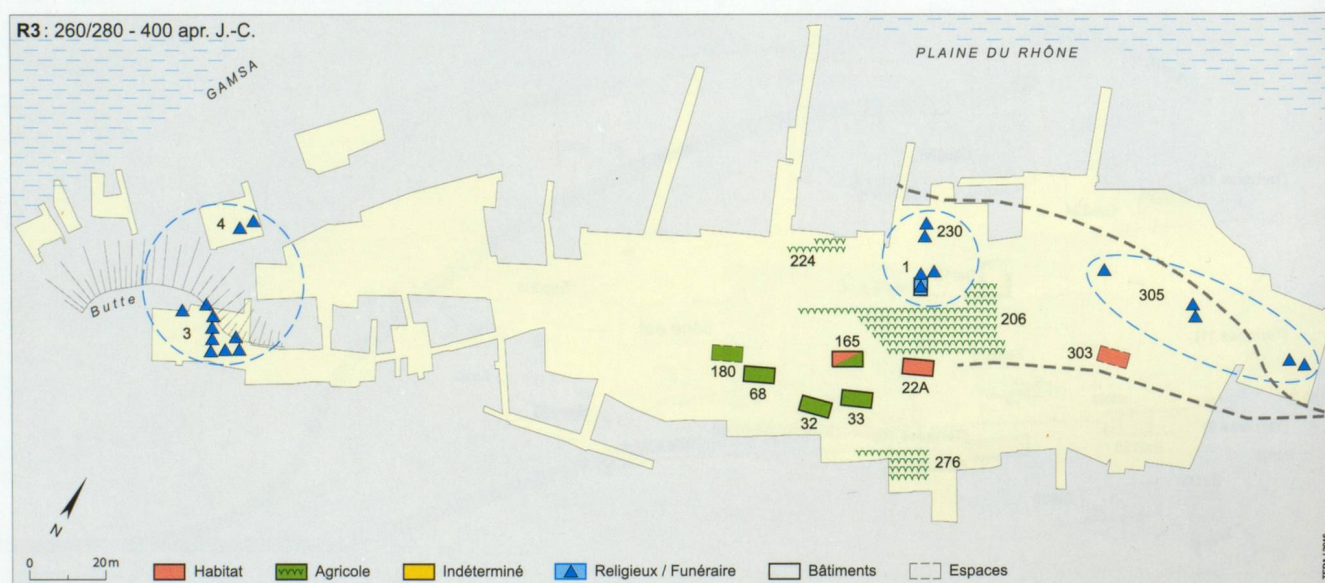 R3 : 260/280 - 400 apr. J.-C.
GAMSA
PLAINE DU RHÔNE
4
230
1
224
305
Butte
3
206
165
303
180
68
22A
32
33
276
N
0 20 m
Habitat
Agricole
Indéterminé
Religieux / Funéraire
Bâtiments
Espaces